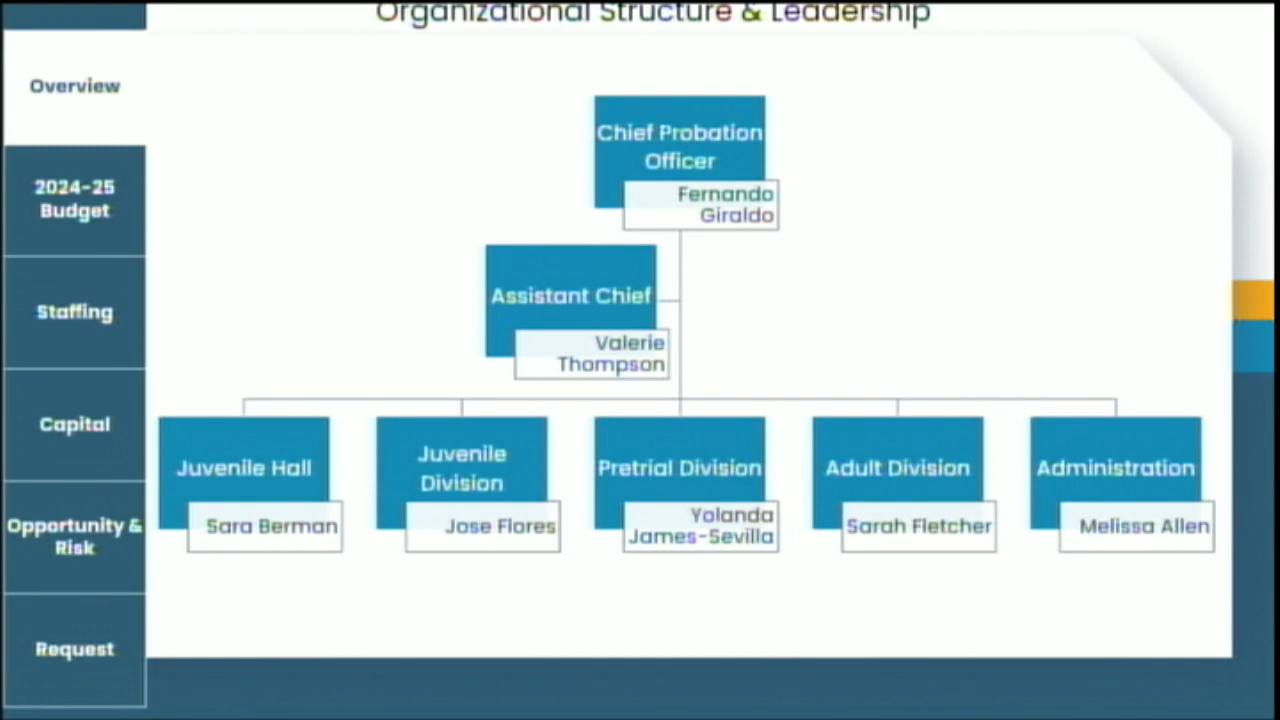 Organizational Structure & Leadership
Overview
2024-25
Budget
Staffing
Capital
Opportunity &
Risk
Request
Chief Probation
Officer
Fernando
Giraldo
Assistant Chief
Valerie
Thompson
Juvenile Hall
Sara Berman
Juvenile
Division
Jose Flores
Pretrial Division
Yolanda
James-Sevilla
Adult Division
Sarah Fletcher
Administration
Melissa Allen